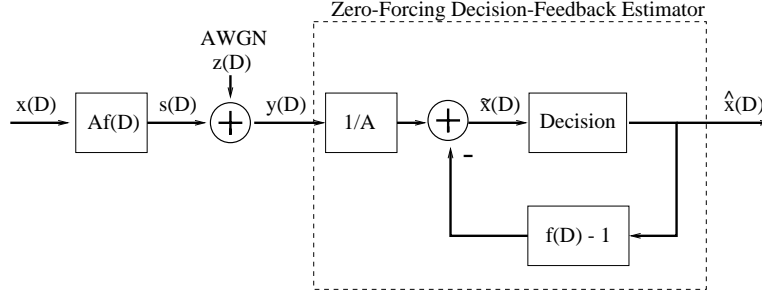 Zero-Forcing Decision-Feedback Estimator
AWGN
z(D)
x(D)
Af(D)
s(D)
+
y(D)
1/A
+
x̃(D)
Decision
x̂(D)
-
f(D) - 1